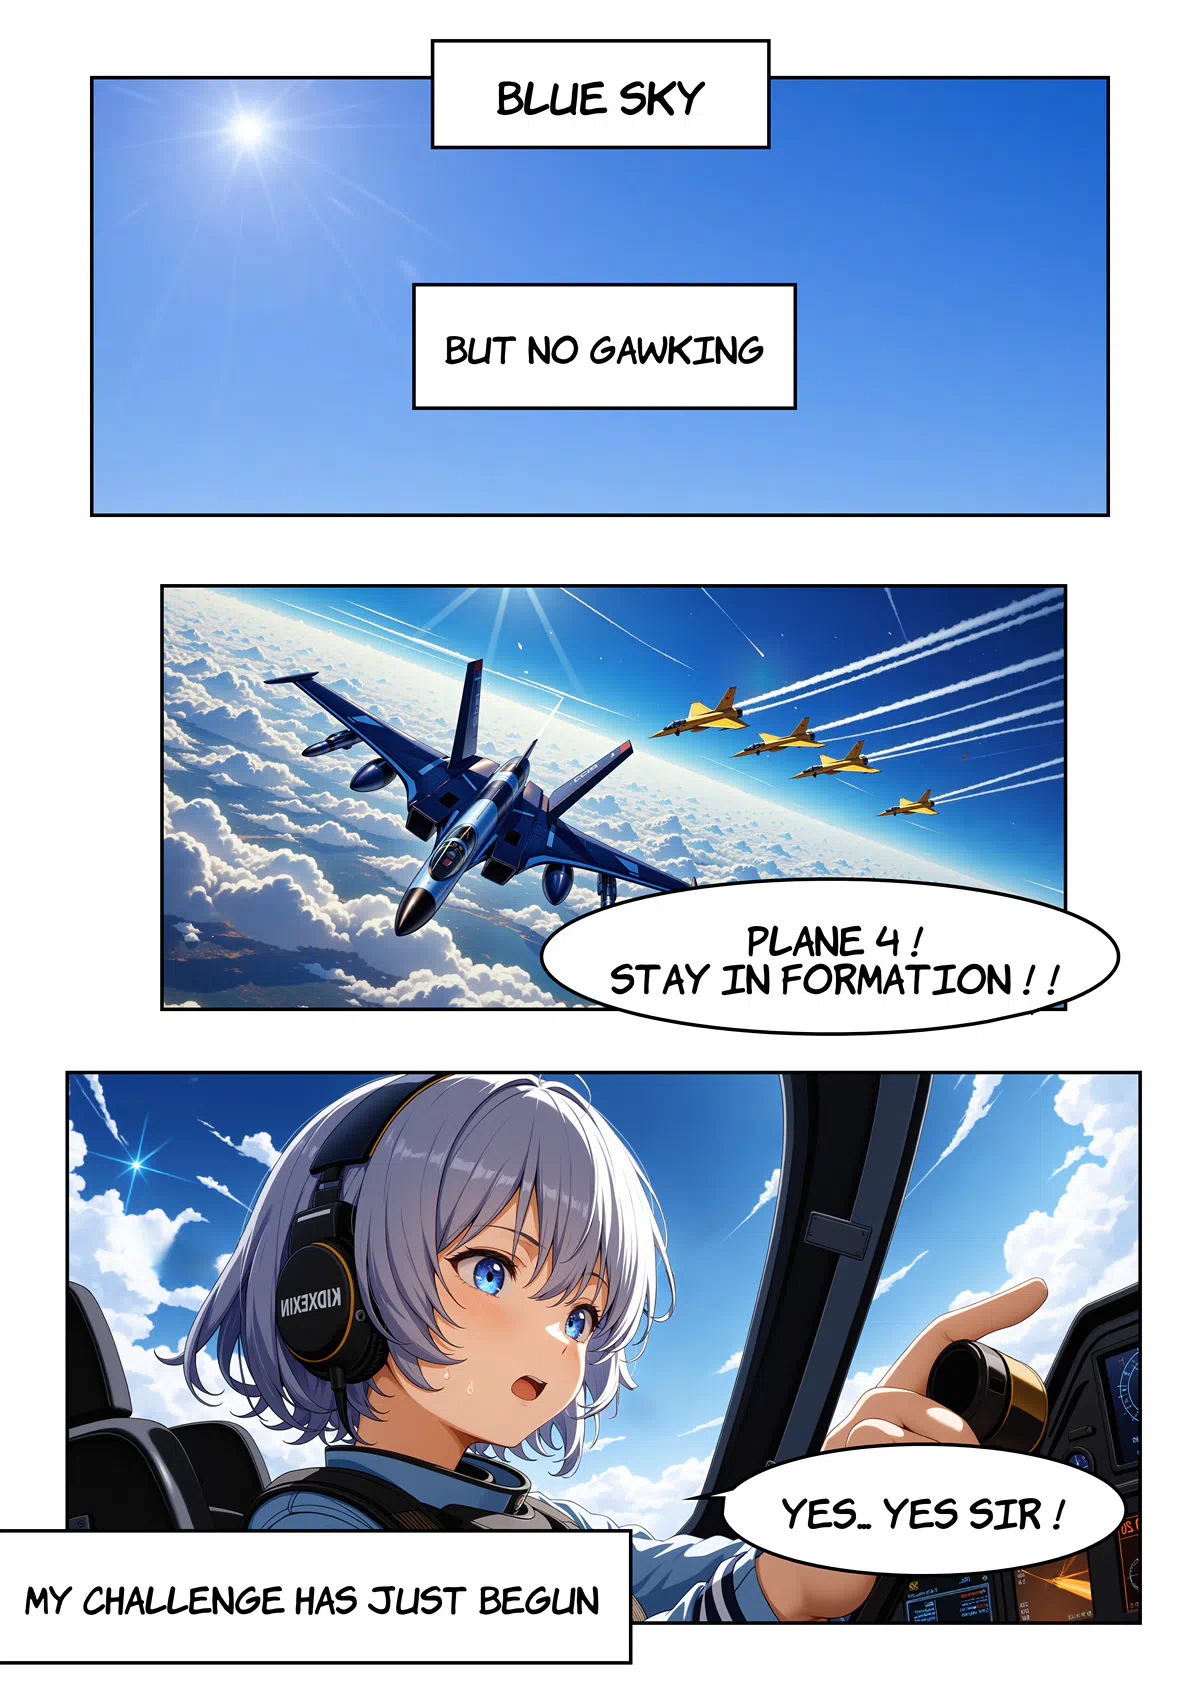 BLUE SKY
BUT NO GAWKING
PLANE 4 !
STAY IN FORMATION ! !
KIDXEXIN
YES... YES SIR !
MY CHALLENGE HAS JUST BEGUN